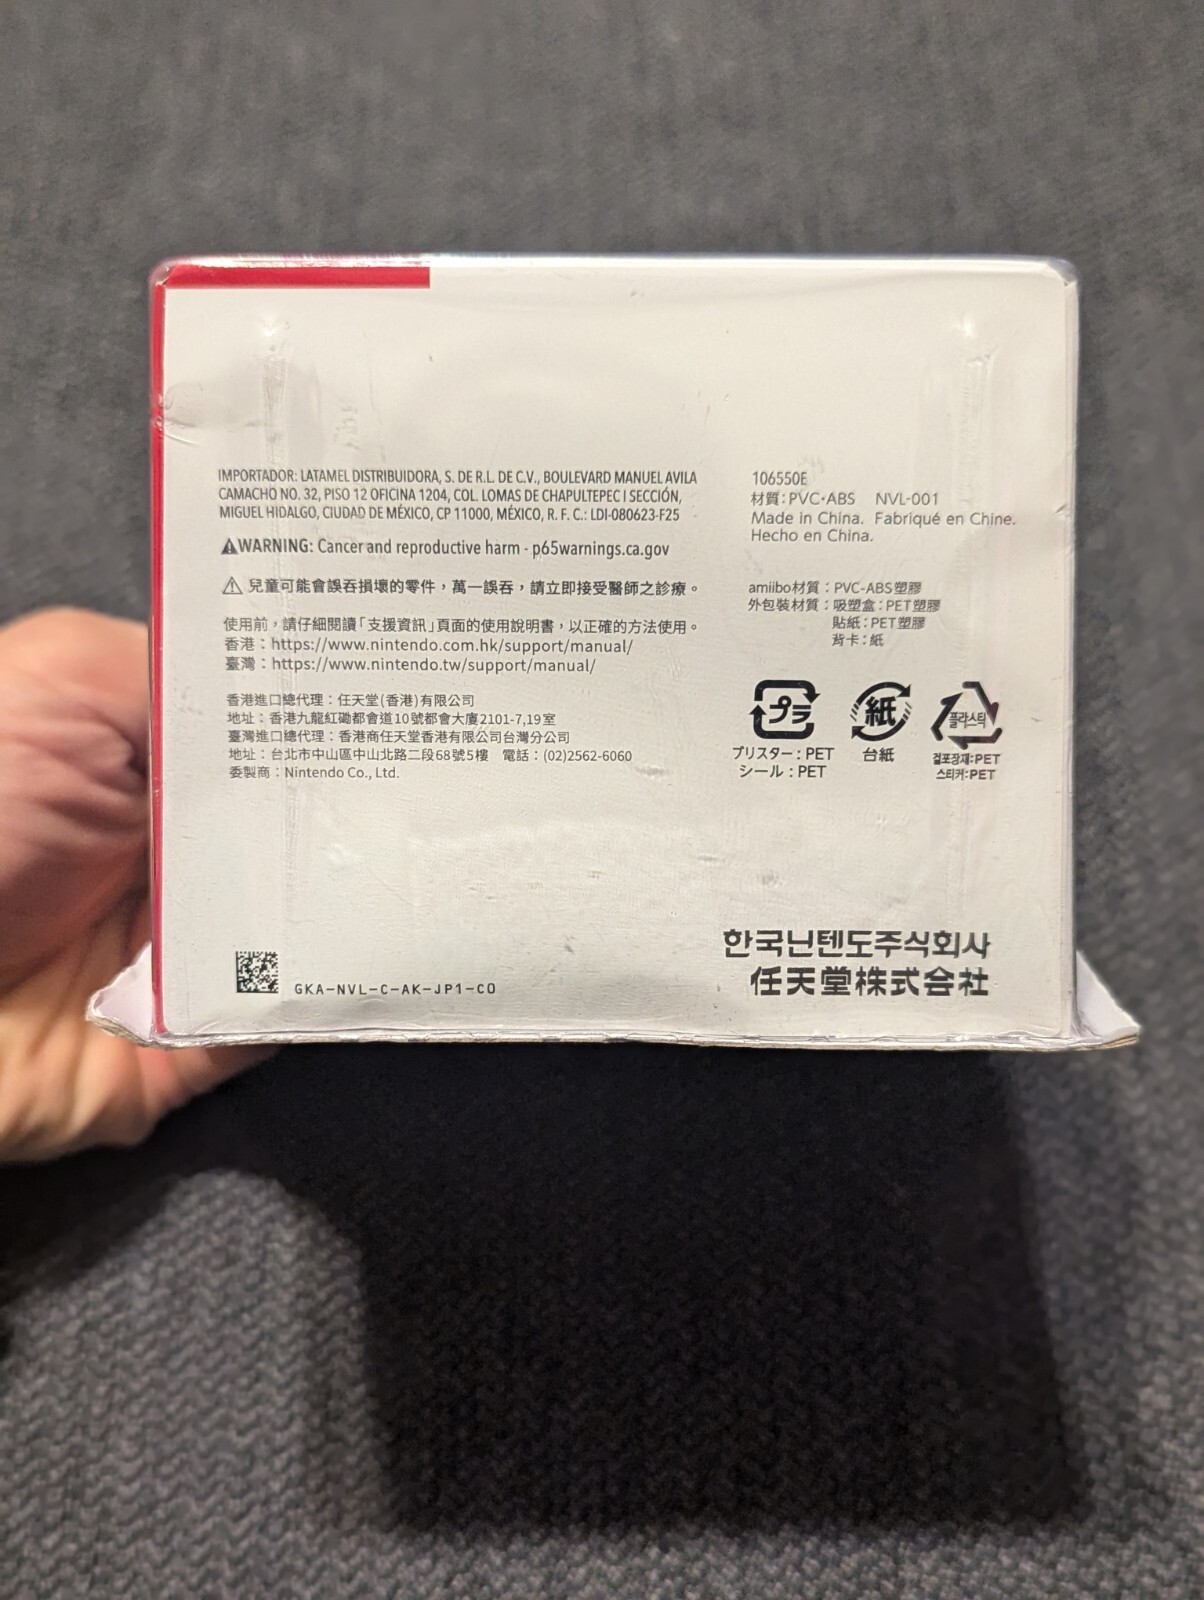 IMPORTADOR: LATAMEL DISTRIBUIDORA, S. DE R.L. DE C.V., BOULEVARD MANUEL AVILA
CAMACHO NO. 32, PISO 12 OFICINA 1204, COL. LOMAS DE CHAPULTEPEC I SECCIÓN,
MIGUEL HIDALGO, CIUDAD DE MÉXICO, CP 11000, MÉXICO, R. F. C.: LDI-080623-F25
⚠WARNING: Cancer and reproductive harm - p65warnings.ca.gov
⚠ 兒童可能會誤吞損壞的零件，萬一誤吞，請立即接受醫師之診療。
使用前，請仔細閱讀「支援資訊」頁面的使用說明書，以正確的方法使用。
香港：https://www.nintendo.com.hk/support/manual/
臺灣：https://www.nintendo.tw/support/manual/
香港進口總代理：任天堂(香港)有限公司
地址：香港九龍紅磡都會道10號都會大廈2101-7,19室
臺灣進口總代理：香港商任天堂香港有限公司台灣分公司
地址：台北市中山區中山北路二段68號5樓 電話：(02)2562-6060
委製商：Nintendo Co., Ltd.
106550E
材質：PVC・ABS NVL-001
Made in China. Fabriqué en Chine.
Hecho en China.
amiibo材質：PVC-ABS塑膠
外包裝材質：吸塑盒：PET塑膠
貼紙：PET塑膠
背卡：紙
プラ
ブリスター：PET
シール：PET
紙
台紙
플라스틱
겉포장재:PET
스티커:PET
한국닌텐도주식회사
任天堂株式会社
GKA-NVL-C-AK-JP1-C0